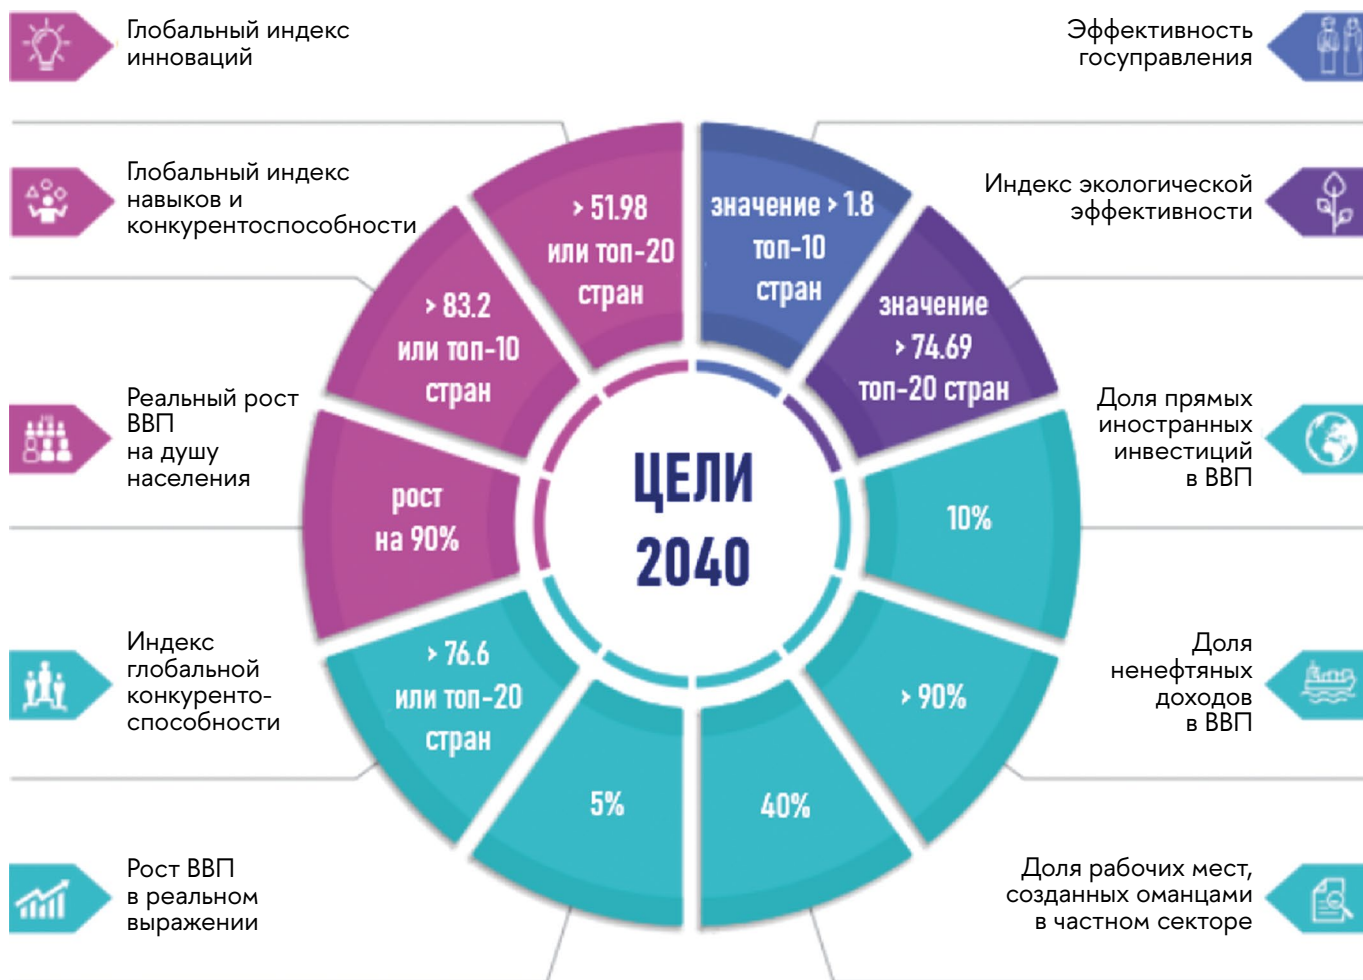 Глобальный индекс
инноваций
Глобальный индекс
навыков и
конкурентоспособности
Реальный рост
ВВП
на душу
населения
Индекс
глобальной
конкуренто-
способности
Рост ВВП
в реальном
выражении
> 51.98
или топ-20
стран
> 83.2
или топ-10
стран
рост
на 90%
> 76.6
или топ-20
стран
5%
ЦЕЛИ
2040
значение > 1.8
топ-10
стран
значение
> 74.69
топ-20 стран
10%
> 90%
40%
Эффективность
госуправления
Индекс экологической
эффективности
Доля прямых
иностранных
инвестиций
в ВВП
Доля
ненефтяных
доходов
в ВВП
Доля рабочих мест,
созданных оманцами
в частном секторе